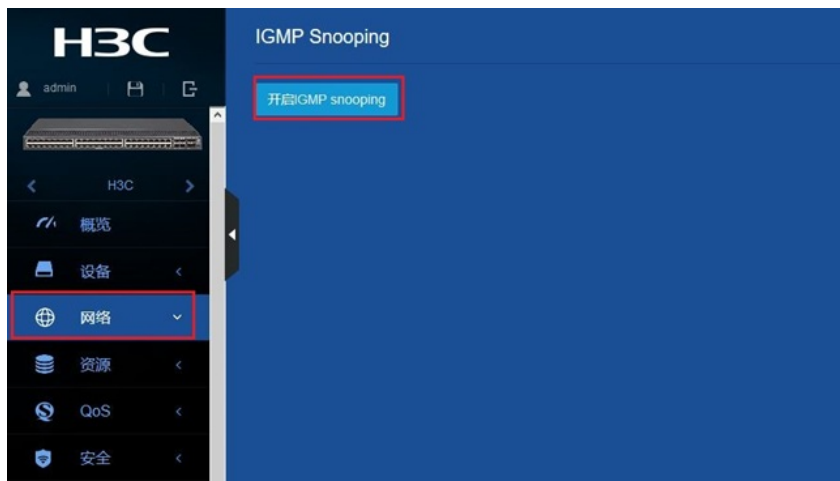 H3C
admin
H3C
概览
设备
网络
资源
QoS
安全
IGMP Snooping
开启IGMP snooping